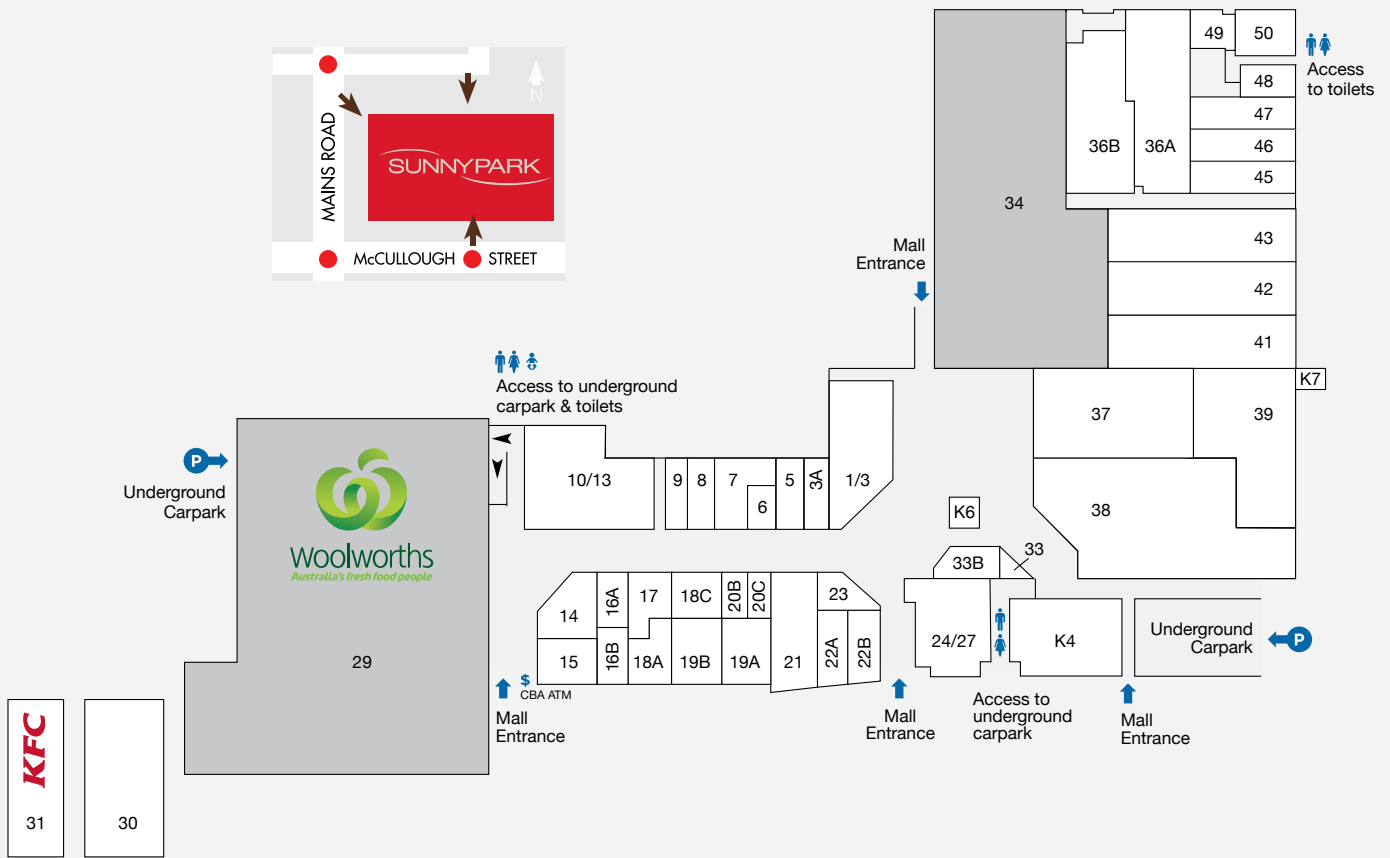 N
MAINS ROAD
SUNNYPARK
McCULLOUGH STREET
34
36B
36A
49
50
Access
to toilets
48
47
46
45
43
42
41
Mall
Entrance
K7
37
39
38
Access to underground
carpark & toilets
P
Underground
Carpark
Woolworths
Australia's fresh food people
29
10/13
9
8
7
6
5
3A
1/3
K6
33B
33
14
16A
17
18C
20B
20C
23
15
16B
18A
19B
19A
21
22A
22B
24/27
K4
Underground
Carpark
P
$
CBA ATM
Mall
Entrance
Mall
Entrance
Access to
underground
carpark
Mall
Entrance
KFC
31
30